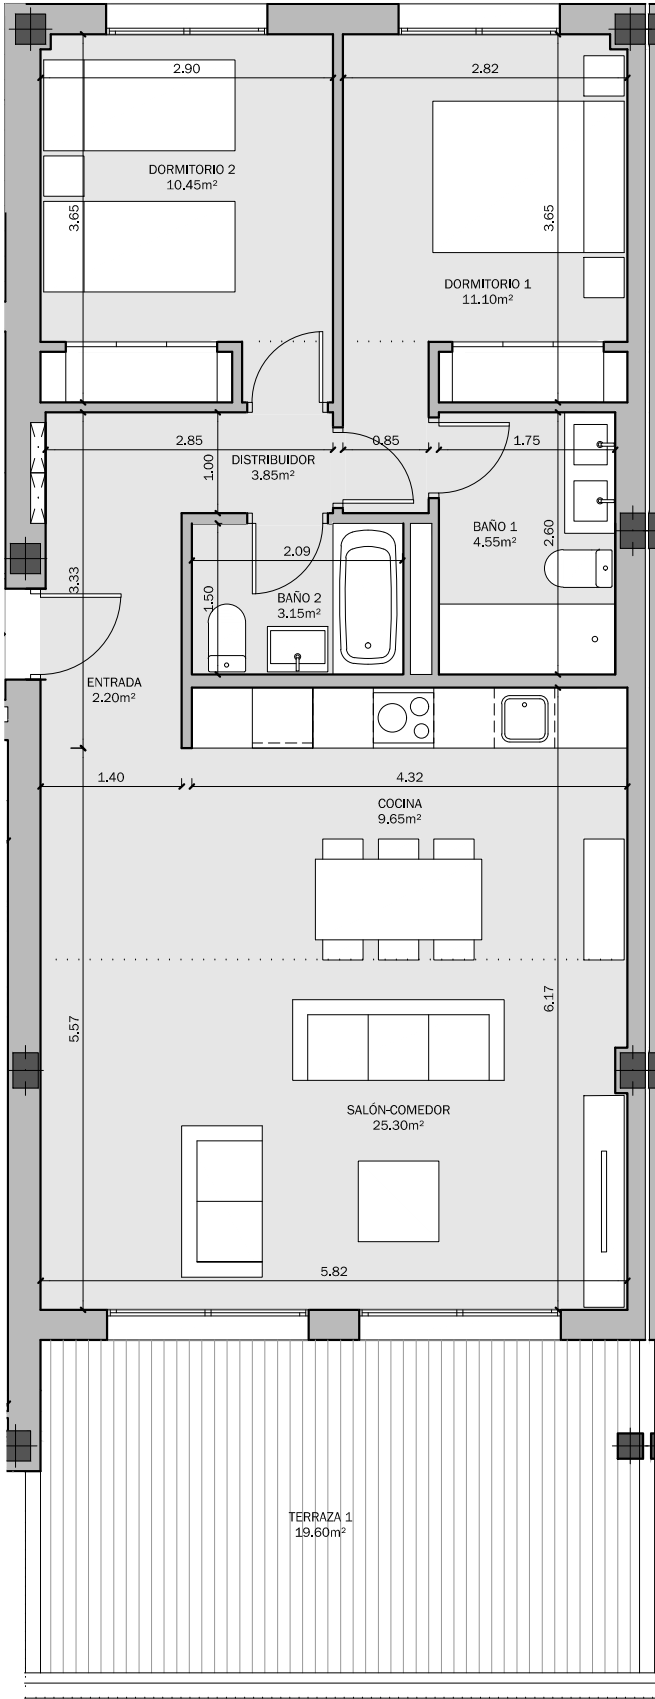 2.90
2.82
DORMITORIO 2
10.45m²
3.65
3.65
DORMITORIO 1
11.10m²
2.85
0.85
1.75
DISTRIBUIDOR
3.85m²
1.00
BAÑO 1
4.55m²
2.60
2.09
3.33
1.50
BAÑO 2
3.15m²
ENTRADA
2.20m²
1.40
4.32
COCINA
9.65m²
5.57
6.17
SALÓN-COMEDOR
25.30m²
5.82
TERRAZA 1
19.60m²